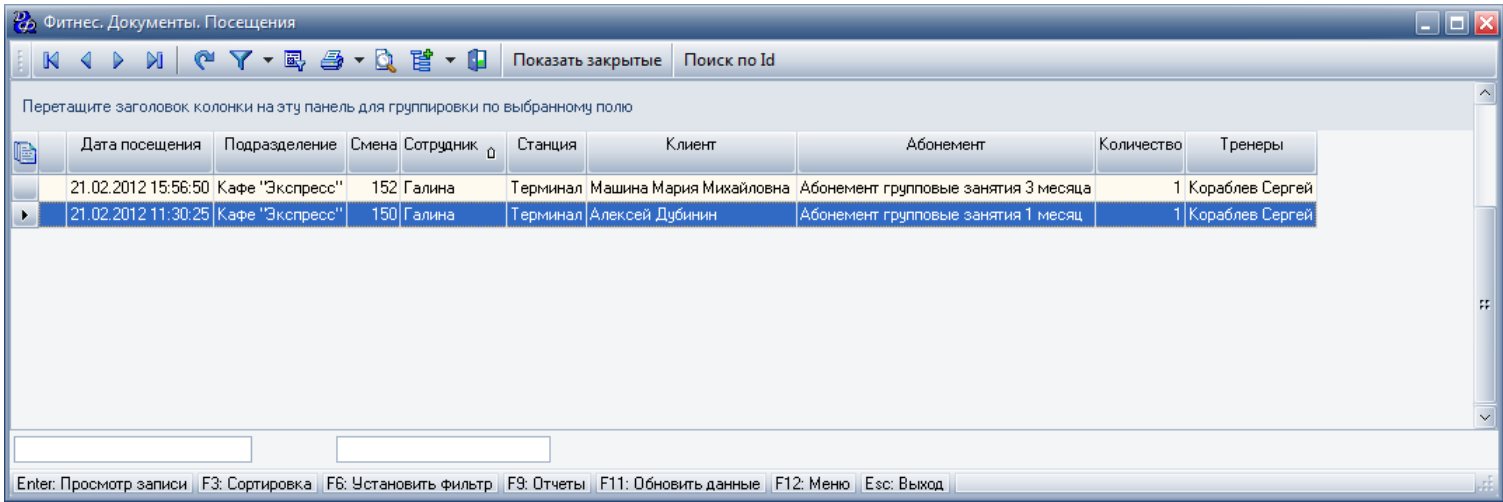 Фитнес. Документы. Посещения
Показать закрытые Поиск по Id
Перетащите заголовок колонки на эту панель для группировки по выбранному полю
Дата посещения Подразделение Смена Сотрудник Станция Клиент Абонемент Количество Тренеры
21.02.2012 15:56:50 Кафе "Экспресс" 152 Галина Терминал Машина Мария Михайловна Абонемент групповые занятия 3 месяца 1 Кораблев Сергей
21.02.2012 11:30:25 Кафе "Экспресс" 150 Галина Терминал Алексей Дубинин Абонемент групповые занятия 1 месяц 1 Кораблев Сергей
Enter: Просмотр записи F3: Сортировка F6: Установить фильтр F9: Отчеты F11: Обновить данные F12: Меню Esc: Выход